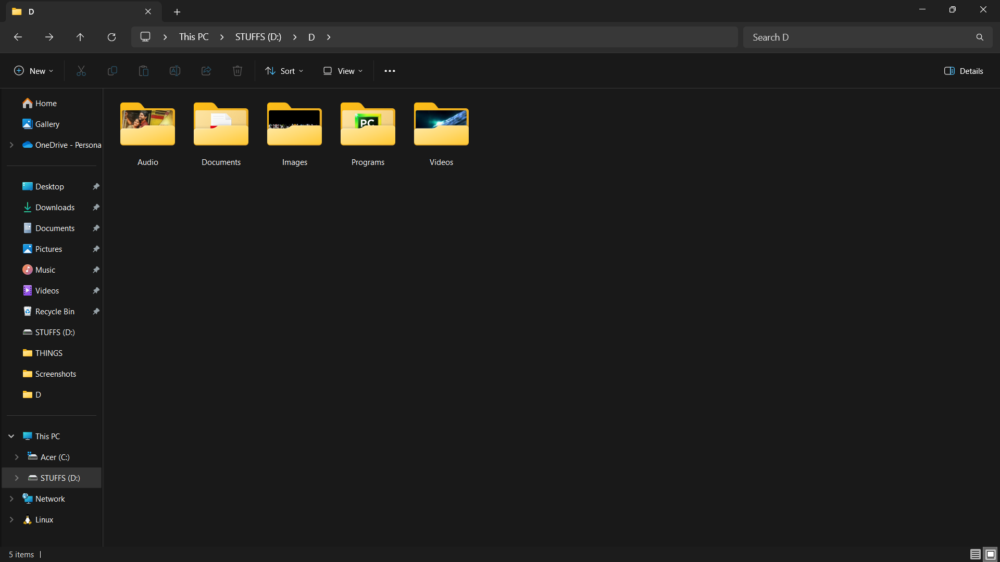 D
This PC
STUFFS (D:)
D
Search D
New
Sort
View
Details
Home
Gallery
OneDrive - Persona
Desktop
Downloads
Documents
Pictures
Music
Videos
Recycle Bin
STUFFS (D:)
THINGS
Screenshots
D
This PC
Acer (C:)
STUFFS (D:)
Network
Linux
PC
Audio
Documents
Images
Programs
Videos
5 items